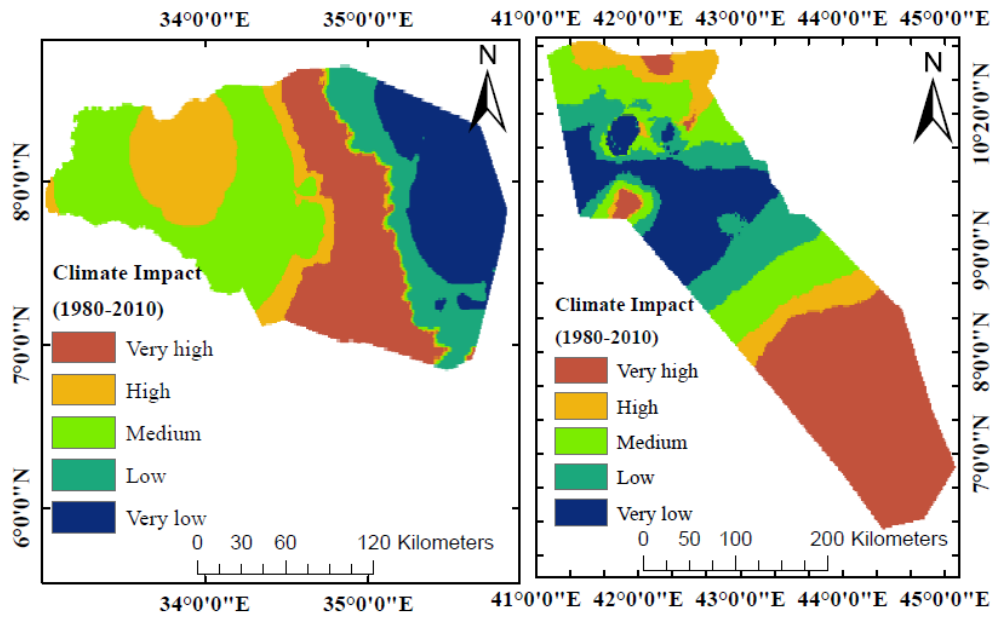 34°0'0"E 35°0'0"E
41°0'0"E 42°0'0"E 43°0'0"E 44°0'0"E 45°0'0"E
N
8°0'0"N
7°0'0"N
6°0'0"N
Climate Impact
(1980-2010)
Very high
High
Medium
Low
Very low
0 30 60 120 Kilometers
34°0'0"E 35°0'0"E
N
10°20'0"N
9°0'0"N
8°0'0"N
7°0'0"N
Climate Impact
(1980-2010)
Very high
High
Medium
Low
Very low
0 50 100 200 Kilometers
41°0'0"E 42°0'0"E 43°0'0"E 44°0'0"E 45°0'0"E